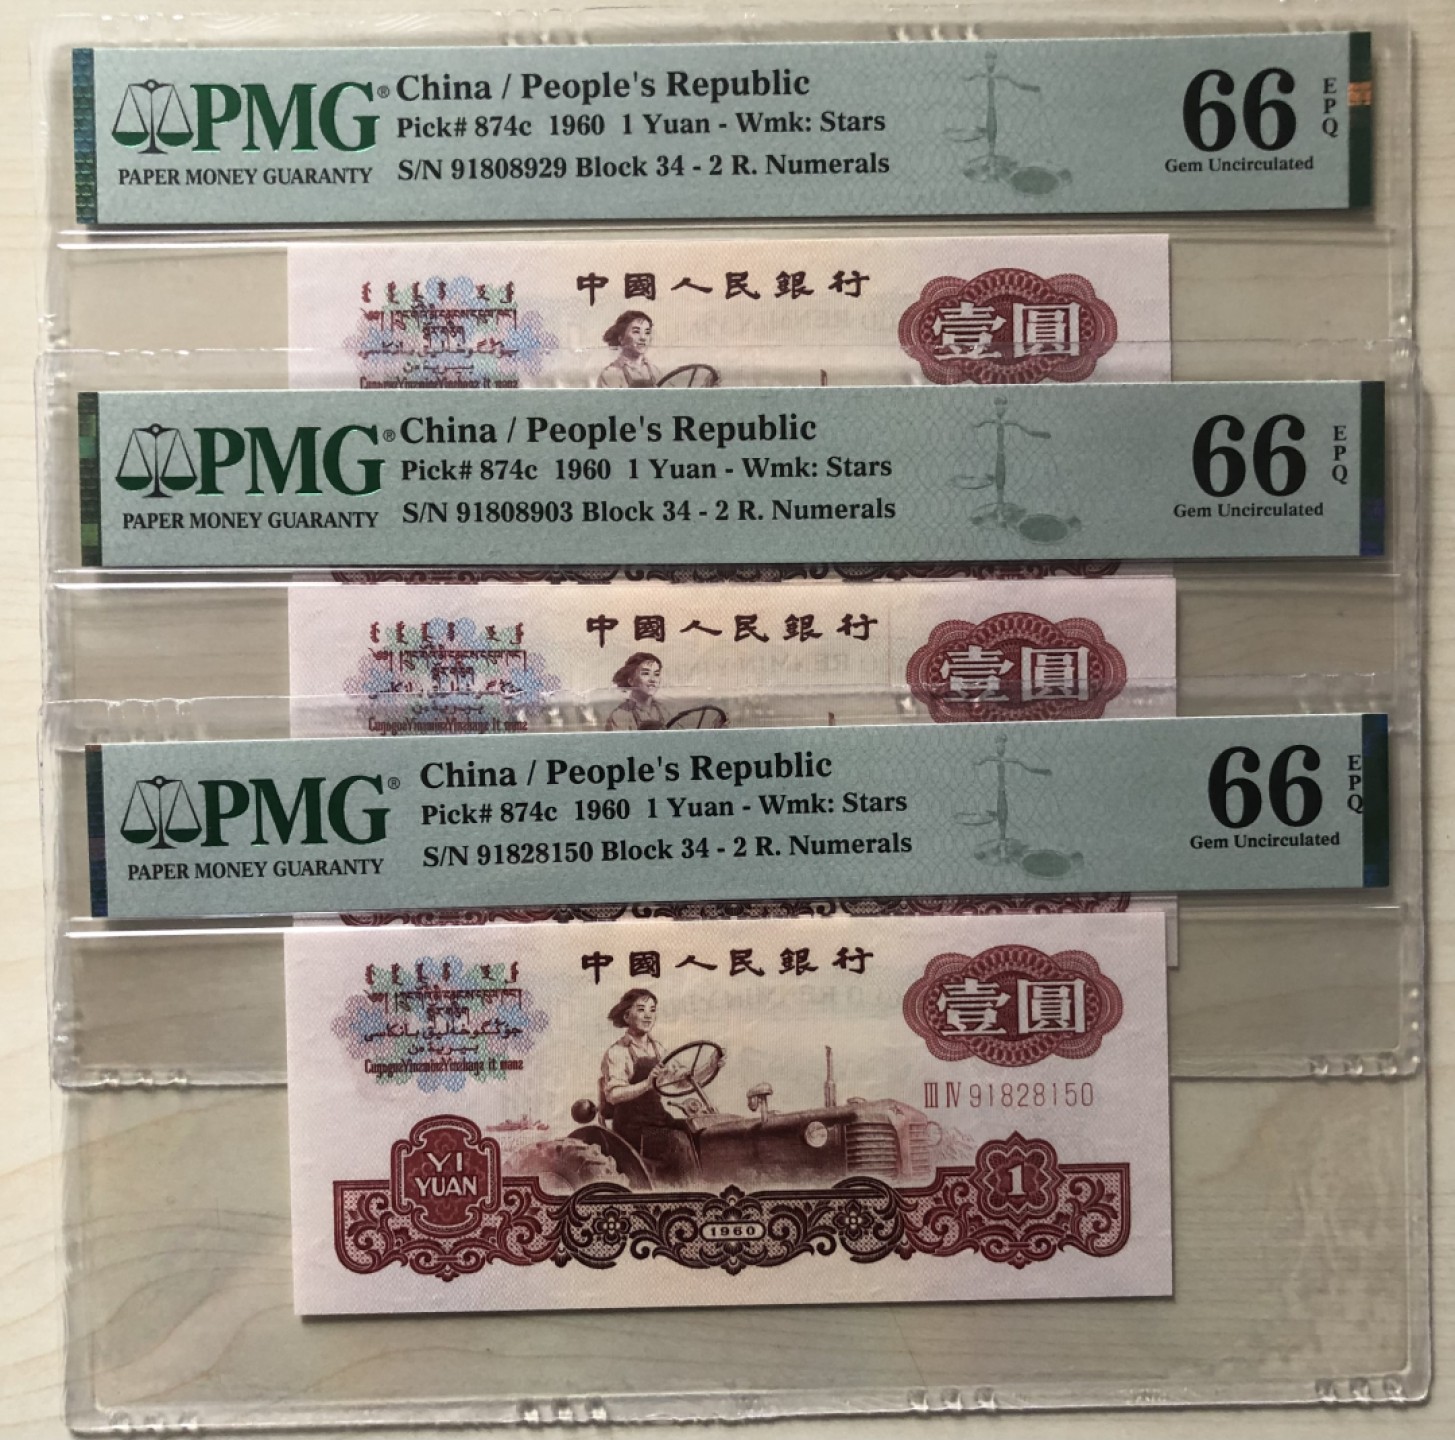 PMG®
PAPER MONEY GUARANTY
China / People's Republic
Pick# 874c 1960 1 Yuan - Wmk: Stars
S/N 91808929 Block 34 - 2 R. Numerals
66
EPQ
Gem Uncirculated
中國人民銀行
壹圓
PMG®
PAPER MONEY GUARANTY
China / People's Republic
Pick# 874c 1960 1 Yuan - Wmk: Stars
S/N 91808903 Block 34 - 2 R. Numerals
66
EPQ
Gem Uncirculated
中國人民銀行
壹圓
PMG®
PAPER MONEY GUARANTY
China / People's Republic
Pick# 874c 1960 1 Yuan - Wmk: Stars
S/N 91828150 Block 34 - 2 R. Numerals
66
EPQ
Gem Uncirculated
中國人民銀行
壹圓
III IV 91828150
YI
YUAN
1960
1